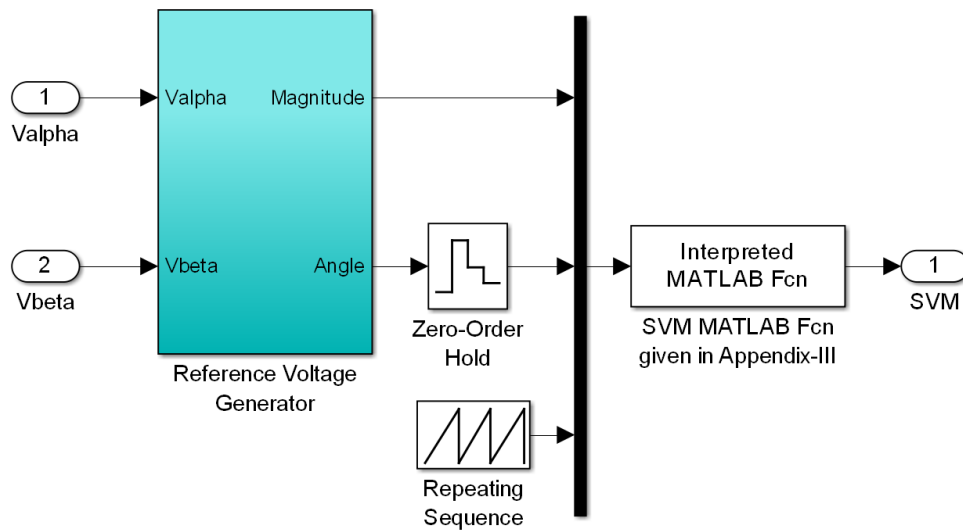 1
Valpha
2
Vbeta
Valpha
Magnitude
Vbeta
Angle
Reference Voltage
Generator
Zero-Order
Hold
Repeating
Sequence
Interpreted
MATLAB Fcn
SVM MATLAB Fcn
given in Appendix-III
1
SVM